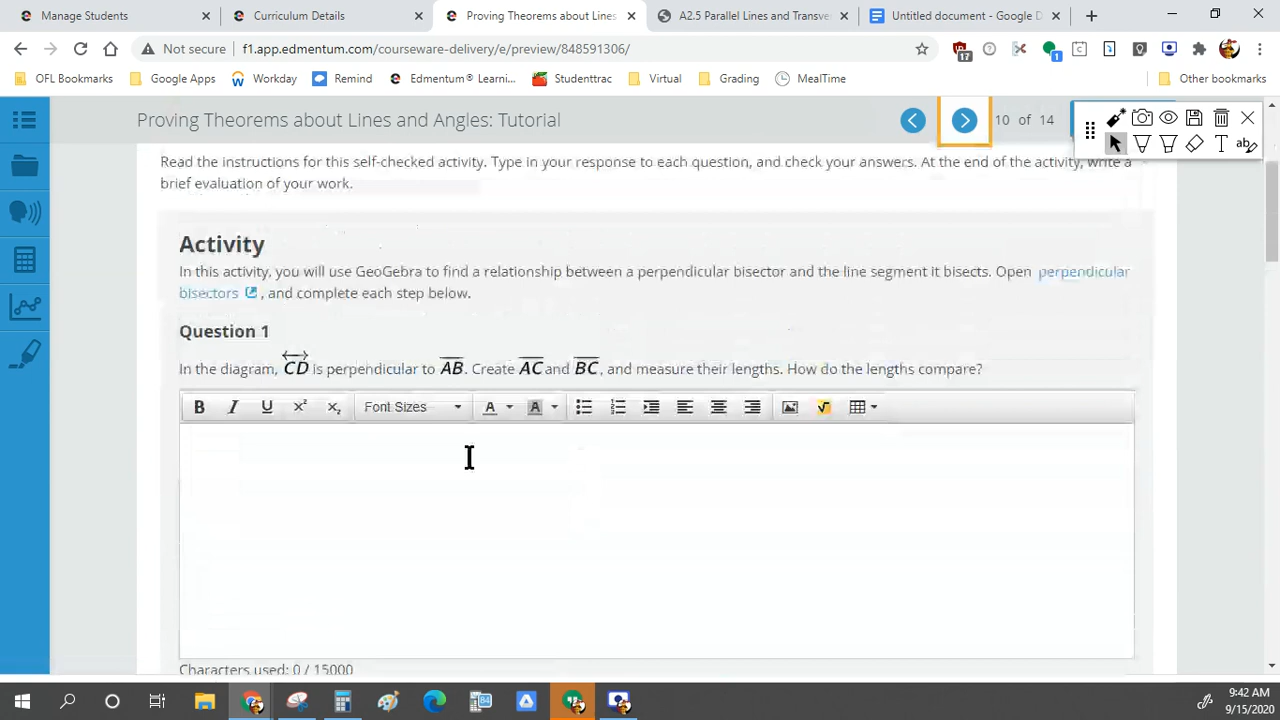 Manage Students
Curriculum Details
Proving Theorems about Lines
A2.5 Parallel Lines and Transve
Untitled document - Google D
Not secure
f1.app.edmentum.com/courseware-delivery/e/preview/848591306/
17
1
OFL Bookmarks
Google Apps
Workday
Remind
Edmentum® Learni...
Studenttrac
Virtual
Grading
MealTime
Other bookmarks
Proving Theorems about Lines and Angles: Tutorial
10 of 14
Read the instructions for this self-checked activity. Type in your response to each question, and check your answers. At the end of the activity, write a
brief evaluation of your work.
Activity
In this activity, you will use GeoGebra to find a relationship between a perpendicular bisector and the line segment it bisects. Open perpendicular
bisectors , and complete each step below.
Question 1
In the diagram, CD is perpendicular to AB. Create AC and BC, and measure their lengths. How do the lengths compare?
B I U x² x₂ Font Sizes A A
Characters used: 0 / 15000
9:42 AM
9/15/2020